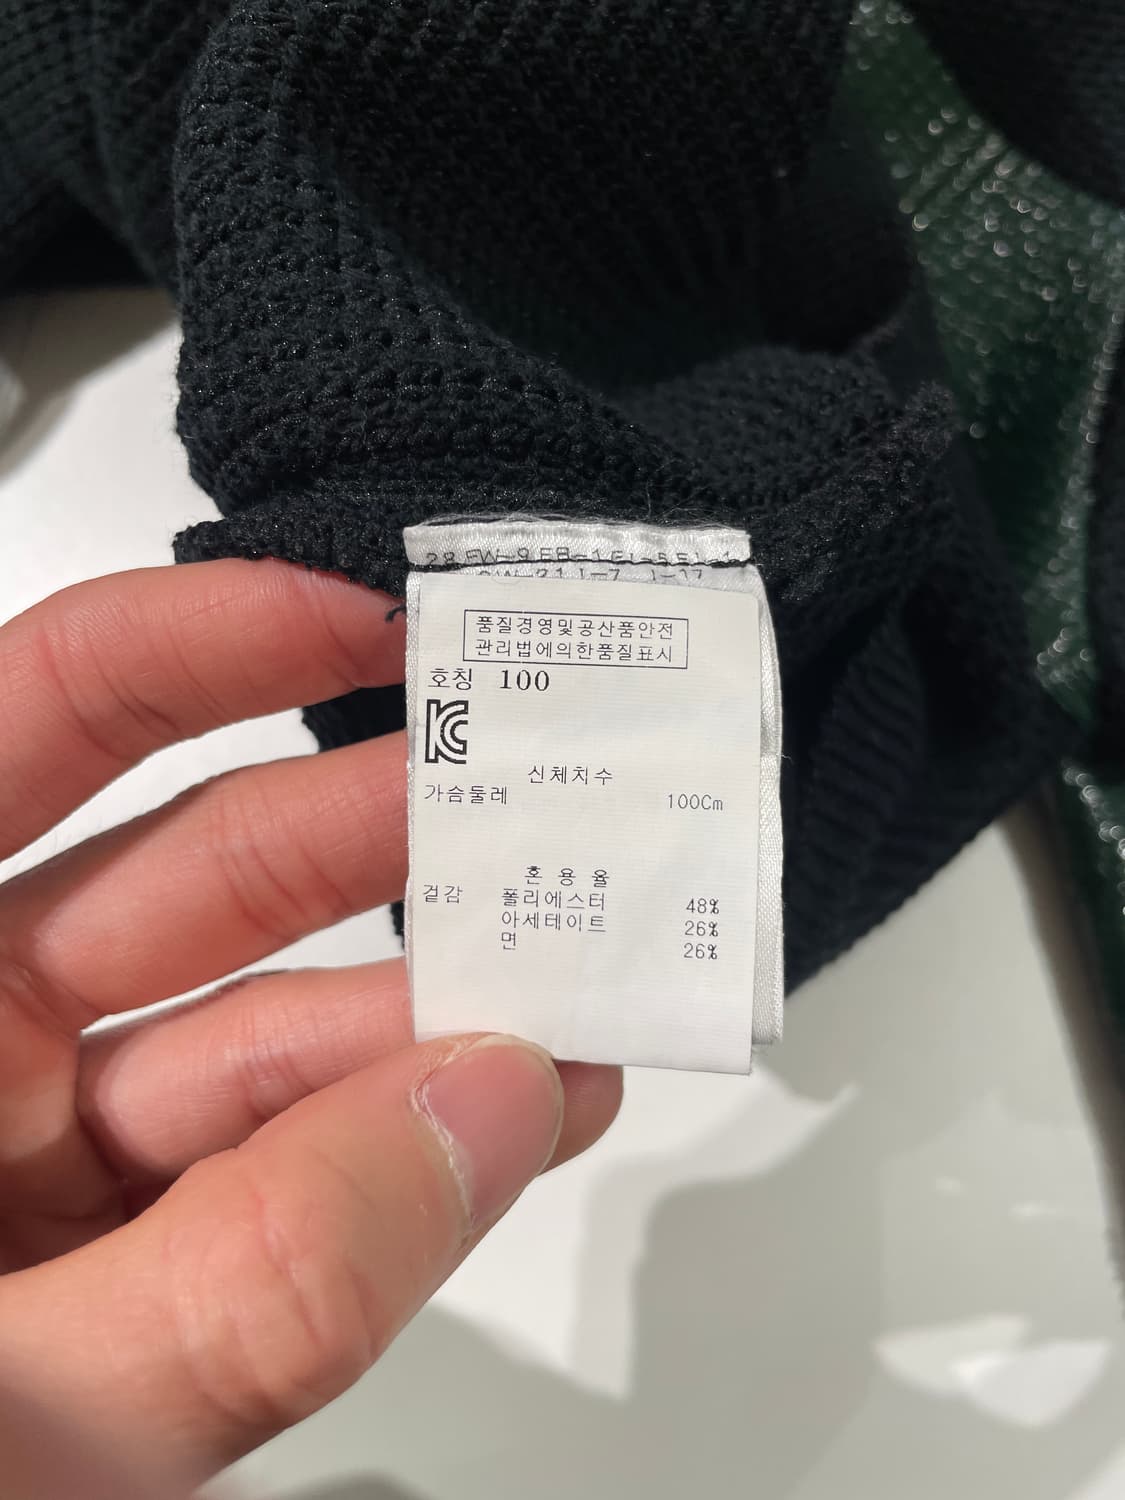 품질경영및공산품안전
관리법에의한품질표시
호칭 100
신체치수
가슴둘레 100Cm
혼 용 율
겉감 폴리에스터 48%
아세테이트 26%
면 26%